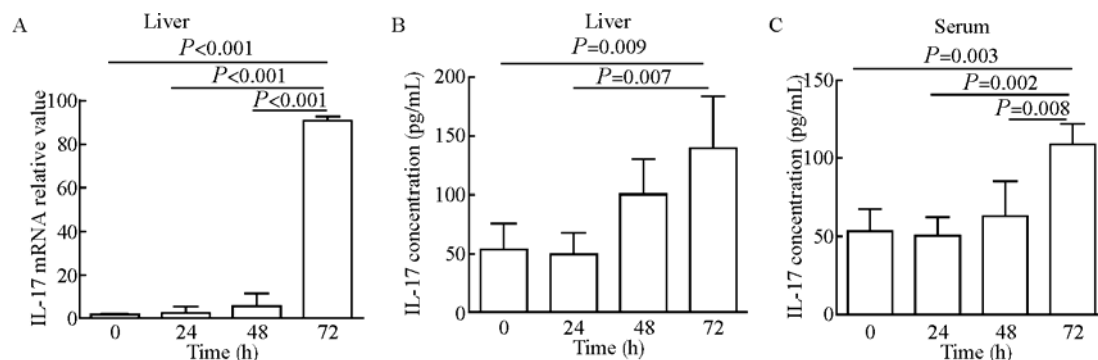 A
Liver
P<0.001
P<0.001
P<0.001
100
80
60
40
20
0
IL-17 mRNA relative value
0 24 48 72
Time (h)
B
Liver
P=0.009
P=0.007
200
150
100
50
0
IL-17 concentration (pg/mL)
0 24 48 72
Time (h)
C
Serum
P=0.003
P=0.002
P=0.008
150
100
50
0
IL-17 concentration (pg/mL)
0 24 48 72
Time (h)